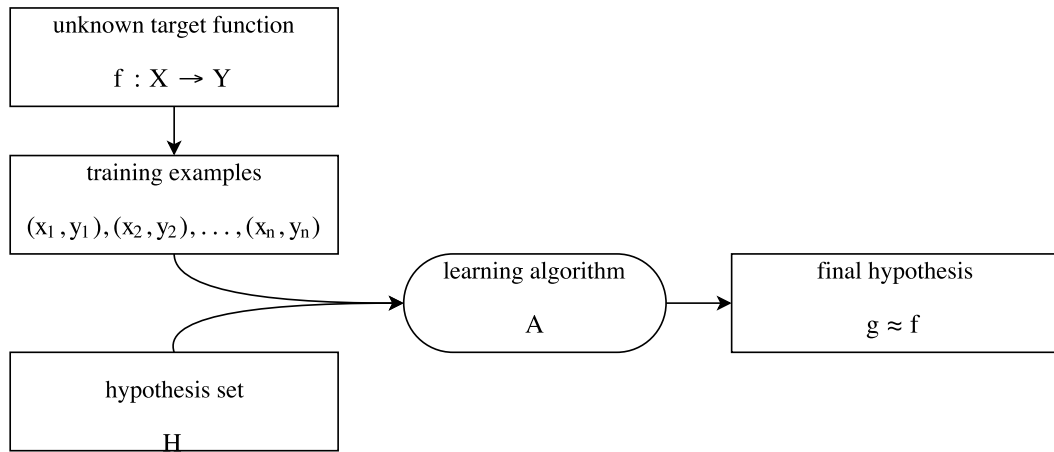 unknown target function
f : X → Y
training examples
(x₁, y₁), (x₂, y₂), . . . , (xₙ, yₙ)
learning algorithm
A
final hypothesis
g ≈ f
hypothesis set
H